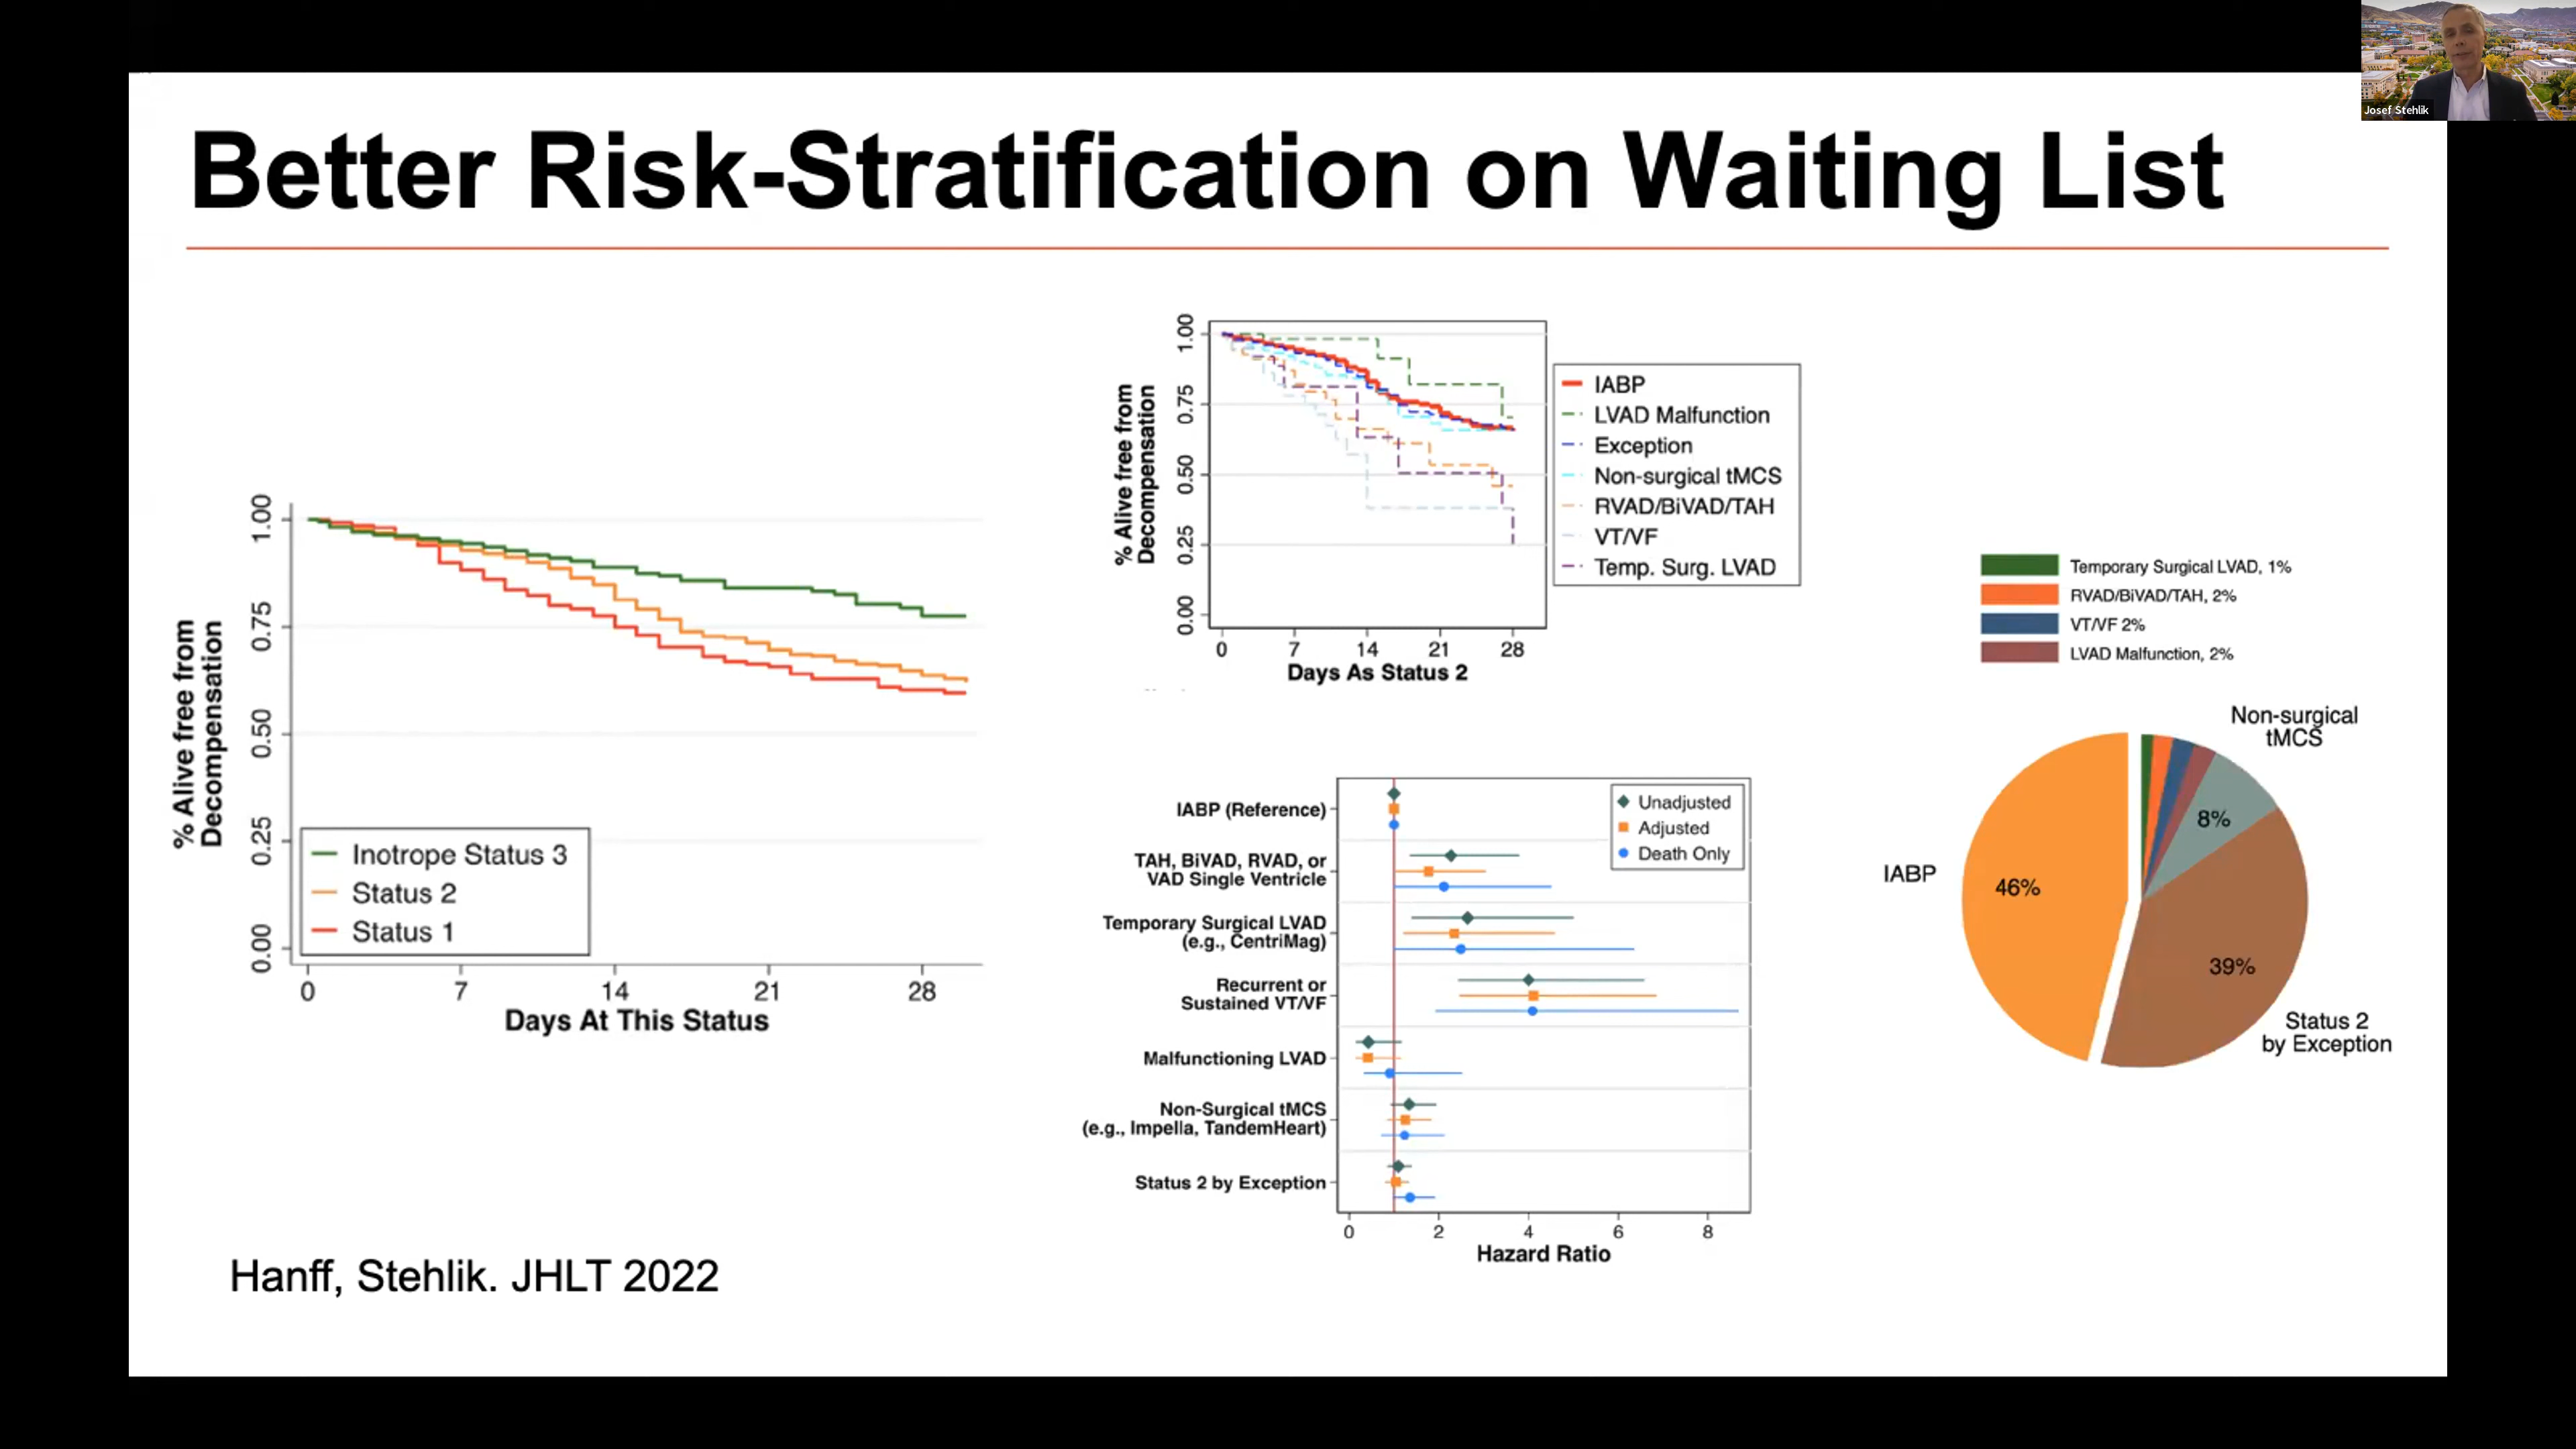 Josef Stehlik
Better Risk-Stratification on Waiting List
% Alive free from
Decompensation
1.00
0.75
0.50
0.25
0.00
Inotrope Status 3
Status 2
Status 1
0 7 14 21 28
Days At This Status
% Alive free from
Decompensation
1.00
0.75
0.50
0.25
0.00
0 7 14 21 28
Days As Status 2
IABP
LVAD Malfunction
Exception
Non-surgical tMCS
RVAD/BiVAD/TAH
VT/VF
Temp. Surg. LVAD
Unadjusted
Adjusted
Death Only
IABP (Reference)
TAH, BiVAD, RVAD, or
VAD Single Ventricle
Temporary Surgical LVAD
(e.g., CentriMag)
Recurrent or
Sustained VT/VF
Malfunctioning LVAD
Non-Surgical tMCS
(e.g., Impella, TandemHeart)
Status 2 by Exception
0 2 4 6 8
Hazard Ratio
Temporary Surgical LVAD, 1%
RVAD/BiVAD/TAH, 2%
VT/VF 2%
LVAD Malfunction, 2%
Non-surgical
tMCS
8%
IABP
46%
39%
Status 2
by Exception
Hanff, Stehlik. JHLT 2022